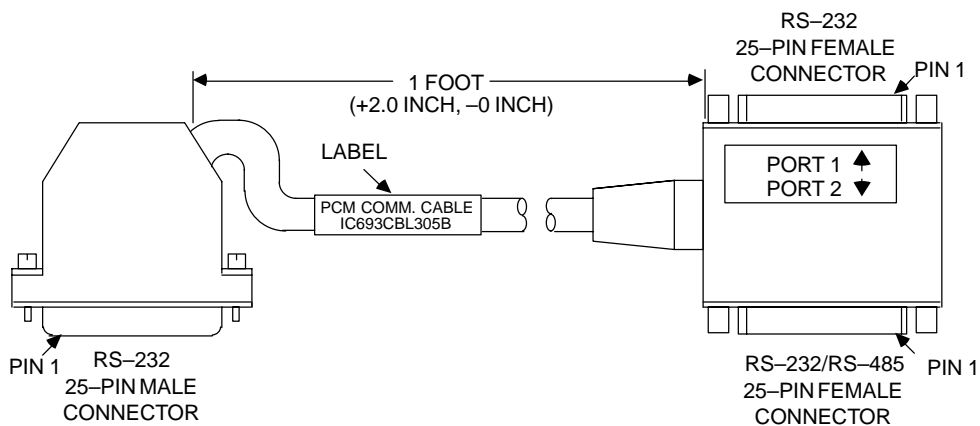 RS–232
25–PIN FEMALE
CONNECTOR
PIN 1
1 FOOT
(+2.0 INCH, –0 INCH)
LABEL
PCM COMM. CABLE
IC693CBL305B
PORT 1
PORT 2
PIN 1
RS–232
25–PIN MALE
CONNECTOR
RS–232/RS–485
25–PIN FEMALE
CONNECTOR
PIN 1